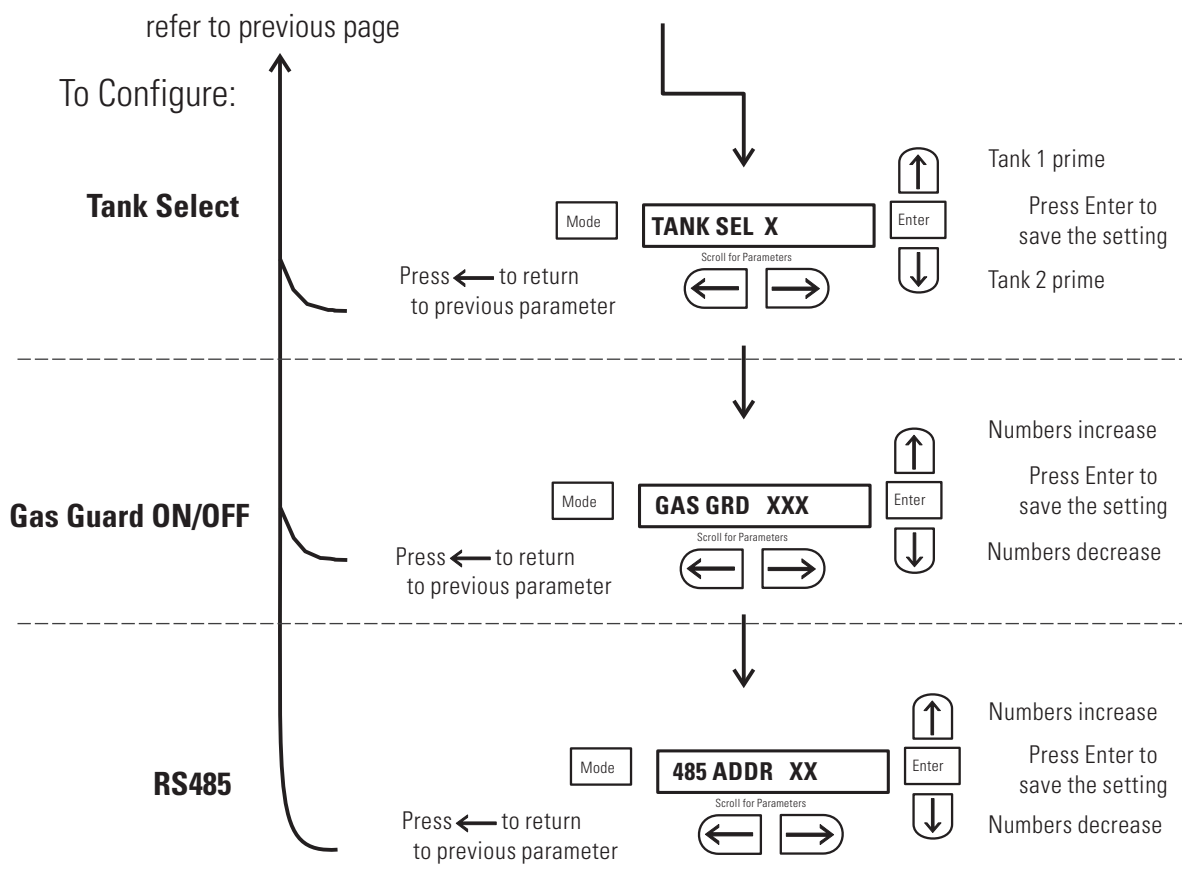 refer to previous page
To Configure:
Tank Select
Mode
TANK SEL X
Scroll for Parameters
Enter
Tank 1 prime
Press Enter to
save the setting
Tank 2 prime
Press ← to return
to previous parameter
Gas Guard ON/OFF
Mode
GAS GRD XXX
Scroll for Parameters
Enter
Numbers increase
Press Enter to
save the setting
Numbers decrease
Press ← to return
to previous parameter
RS485
Mode
485 ADDR XX
Scroll for Parameters
Enter
Numbers increase
Press Enter to
save the setting
Numbers decrease
Press ← to return
to previous parameter